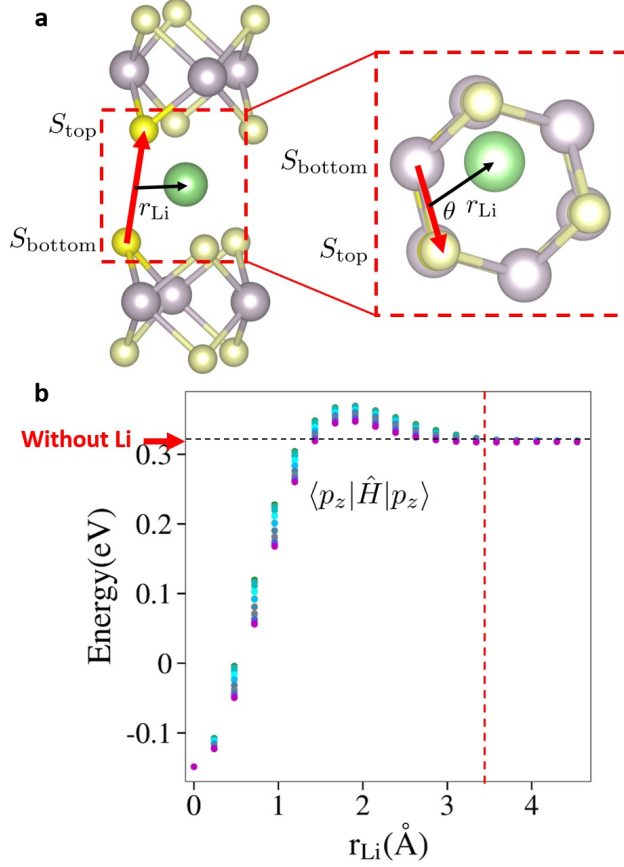 a
S_top
S_bottom
r_Li
S_bottom
S_top
θ
r_Li
b
Without Li
⟨p_z|Ĥ|p_z⟩
Energy(eV)
0.3
0.2
0.1
0
-0.1
0
1
2
3
4
r_Li(Å)